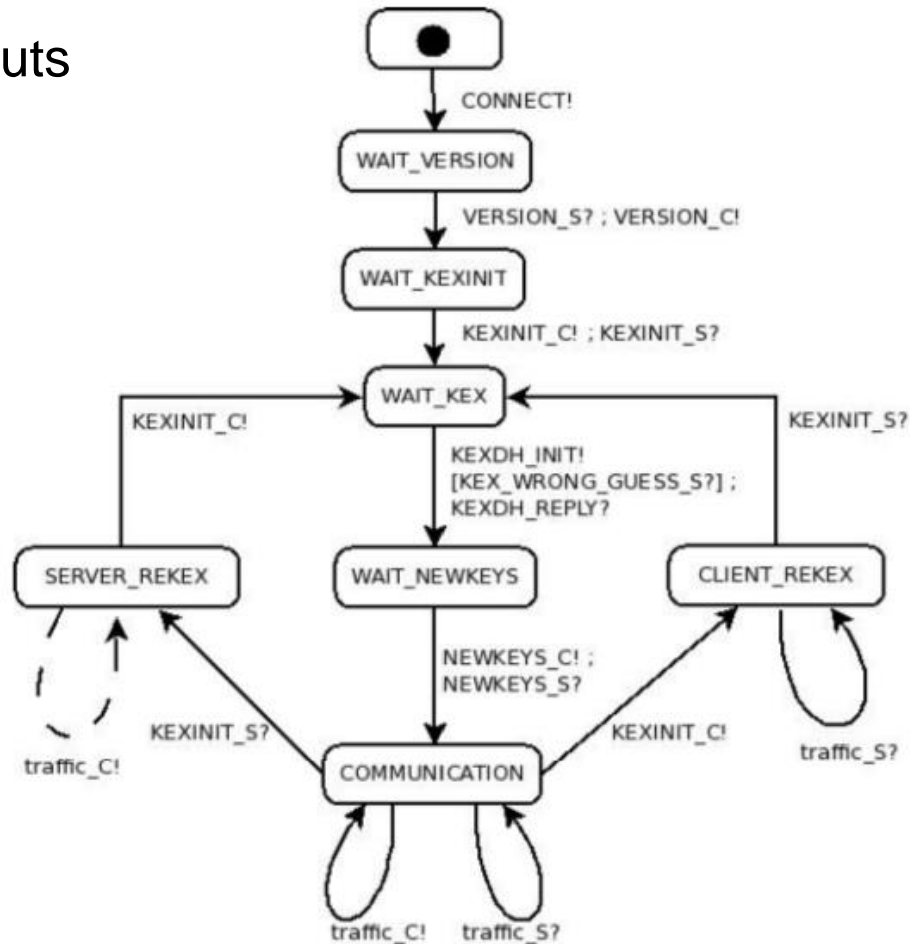 uts
CONNECT!
WAIT_VERSION
VERSION_S? ; VERSION_C!
WAIT_KEXINIT
KEXINIT_C! ; KEXINIT_S?
WAIT_KEX
KEXINIT_C!
KEXINIT_S?
KEXDH_INIT!
[KEX_WRONG_GUESS_S?] ;
KEXDH_REPLY?
SERVER_REKEX
WAIT_NEWKEYS
CLIENT_REKEX
NEWKEYS_C! ;
NEWKEYS_S?
KEXINIT_S?
KEXINIT_C!
traffic_C!
traffic_S?
COMMUNICATION
traffic_C!
traffic_S?